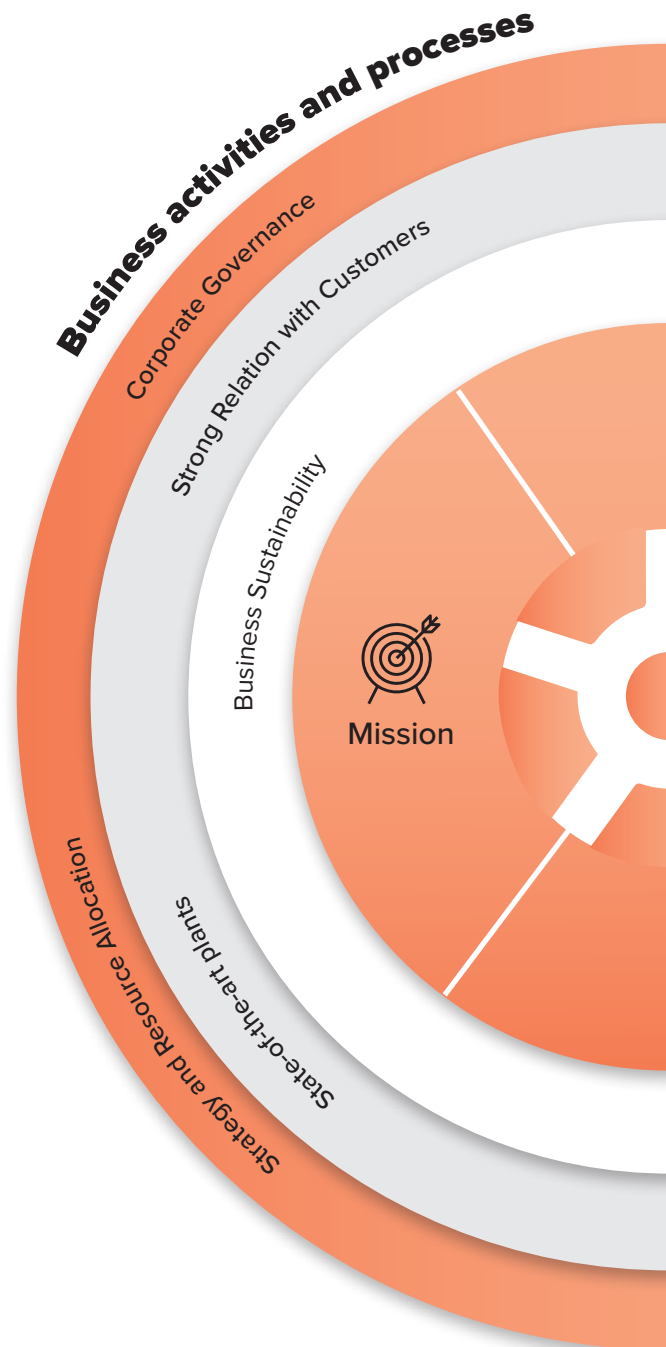 Business activities and processes
Corporate Governance
Strong Relation with Customers
Business Sustainability
Mission
State-of-the-art plants
Strategy and Resource Allocation